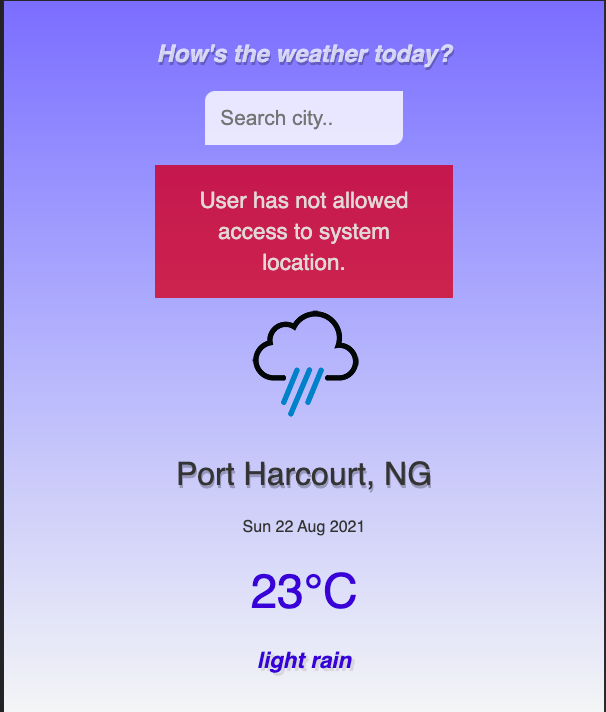 How's the weather today?
Search city..
User has not allowed
access to system
location.
Port Harcourt, NG
Sun 22 Aug 2021
23°C
light rain